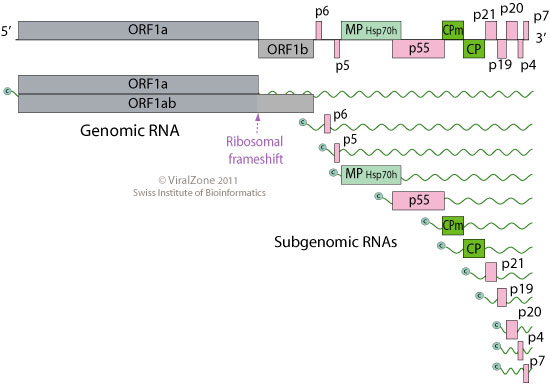 p6
p21
p20
p7
5’
ORF1a
MP Hsp70h
CPm
3’
ORF1b
p5
p55
CP
p19
p4
ORF1a
c
ORF1ab
Genomic RNA
c
p6
Ribosomal
frameshift
c
p5
© ViralZone 2011
Swiss Institute of Bioinformatics
c
MP Hsp70h
c
p55
c
CPm
Subgenomic RNAs
c
CP
c
p21
c
p19
c
p20
c
p4
c
p7